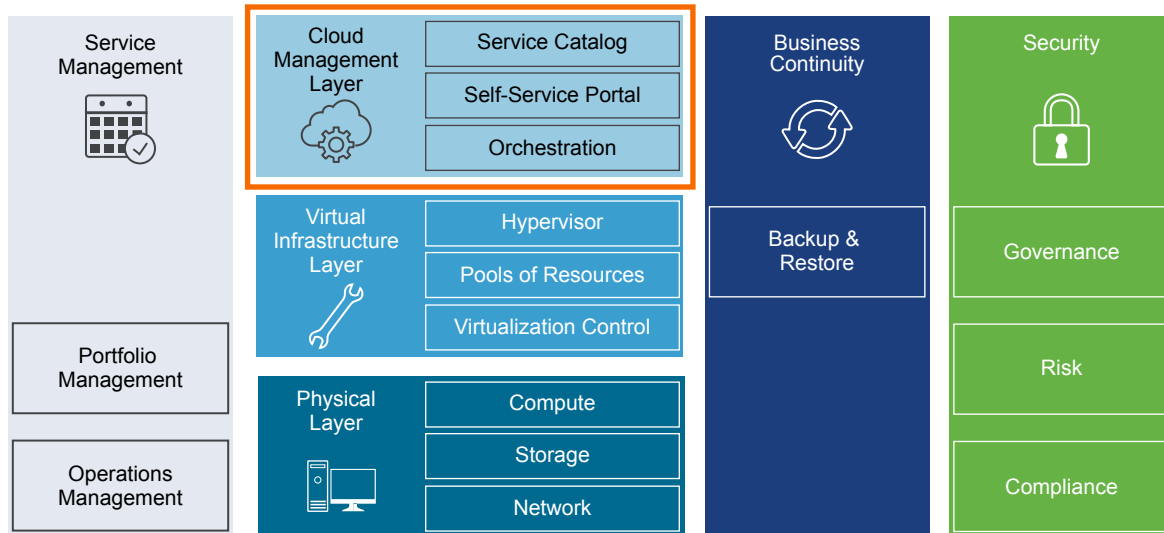 Service
Management
Portfolio
Management
Operations
Management
Cloud
Management
Layer
Service Catalog
Self-Service Portal
Orchestration
Virtual
Infrastructure
Layer
Hypervisor
Pools of Resources
Virtualization Control
Physical
Layer
Compute
Storage
Network
Business
Continuity
Backup &
Restore
Security
Governance
Risk
Compliance